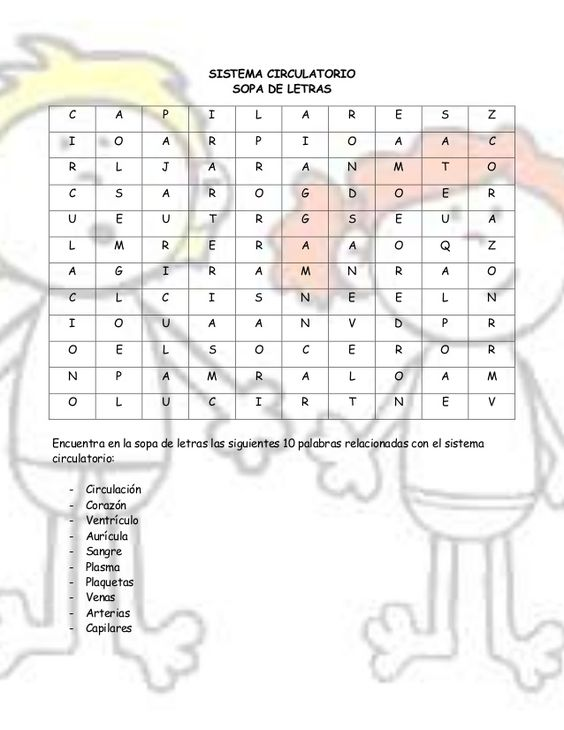 SISTEMA CIRCULATORIO
SOPA DE LETRAS
C A P I L A R E S Z
I O A R P I O A A C
R L J A R A N M T O
C S A R O G D O E R
U E U T R G S E U A
L M R E R A A O Q Z
A G I R A M N R A O
C L C I S N E E L N
I O U A A N V D P R
O E L S O C E R O R
N P A M R A L O A M
O L U C I R T N E V
Encuentra en la sopa de letras las siguientes 10 palabras relacionadas con el sistema
circulatorio:
- Circulación
- Corazón
- Ventrículo
- Aurícula
- Sangre
- Plasma
- Plaquetas
- Venas
- Arterias
- Capilares